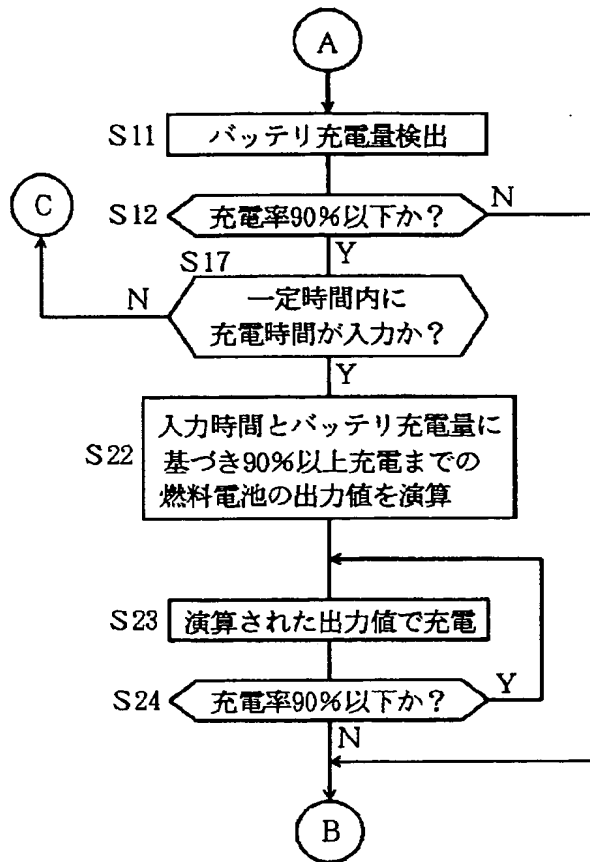 A
S11
バッテリ充電量検出
C
S12
充電率90%以下か?
N
Y
S17
N
一定時間内に
充電時間が入力か?
Y
S22
入力時間とバッテリ充電量に
基づき90%以上充電までの
燃料電池の出力値を演算
S23
演算された出力値で充電
S24
充電率90%以下か?
Y
N
B